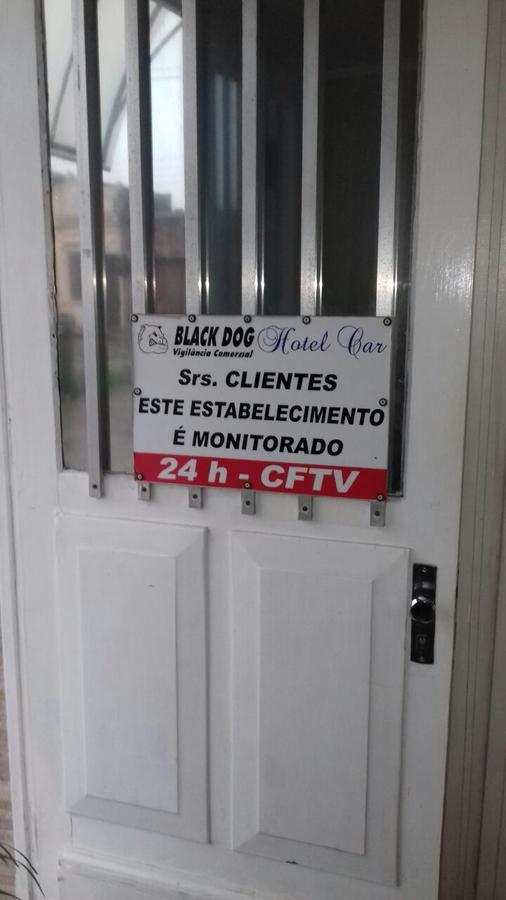 BLACK DOG Hotel Car
Vigilância Comercial
Srs. CLIENTES
ESTE ESTABELECIMENTO
É MONITORADO
24 h - CFTV